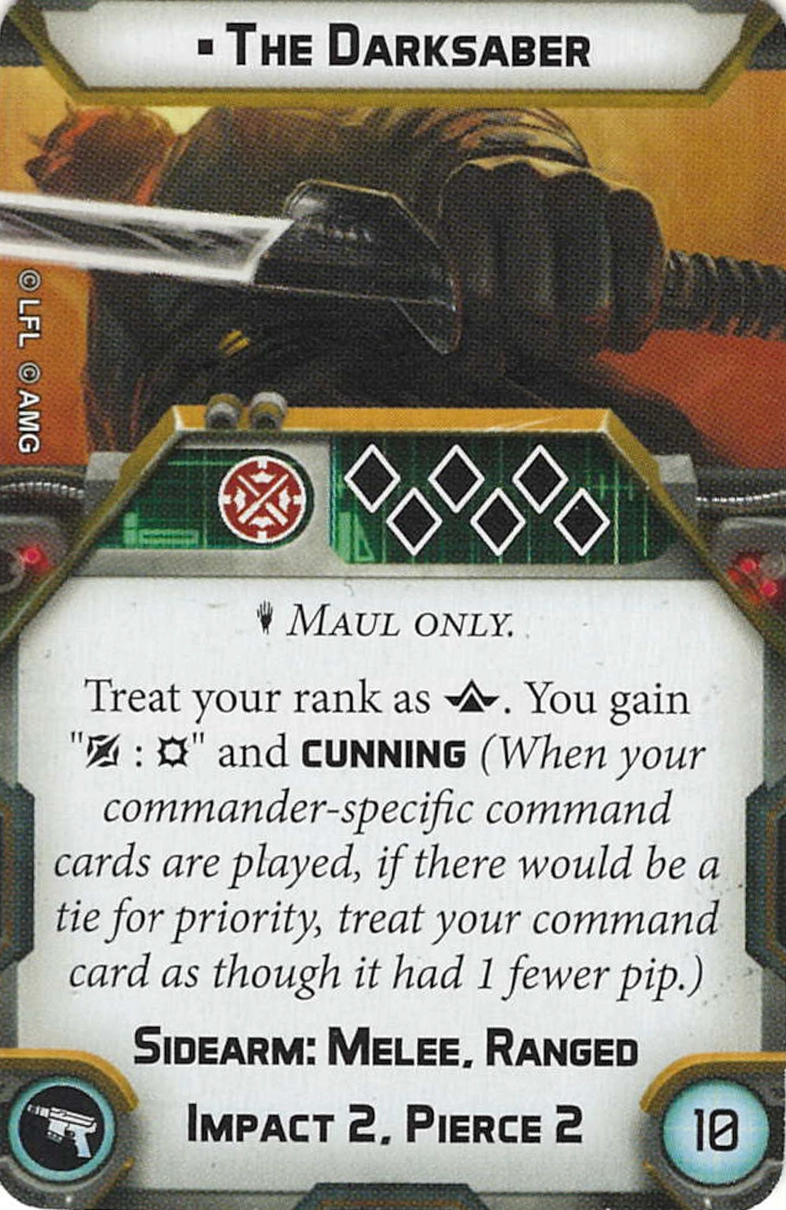 ▪ THE DARKSABER
© LFL © AMG
MAUL ONLY.
Treat your rank as . You gain
" : " and CUNNING (When your
commander-specific command
cards are played, if there would be a
tie for priority, treat your command
card as though it had 1 fewer pip.)
SIDEARM: MELEE, RANGED
IMPACT 2, PIERCE 2
10